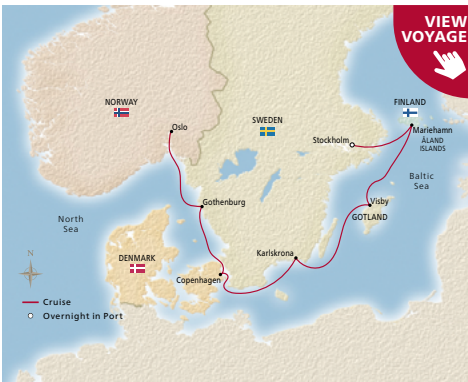 VIEW
VOYAGE
NORWAY
FINLAND
Oslo
SWEDEN
Stockholm
Mariehamn
ÅLAND
ISLANDS
Baltic
Sea
Visby
GOTLAND
Gothenburg
North
Sea
N
DENMARK
Karlskrona
Copenhagen
Cruise
Overnight in Port